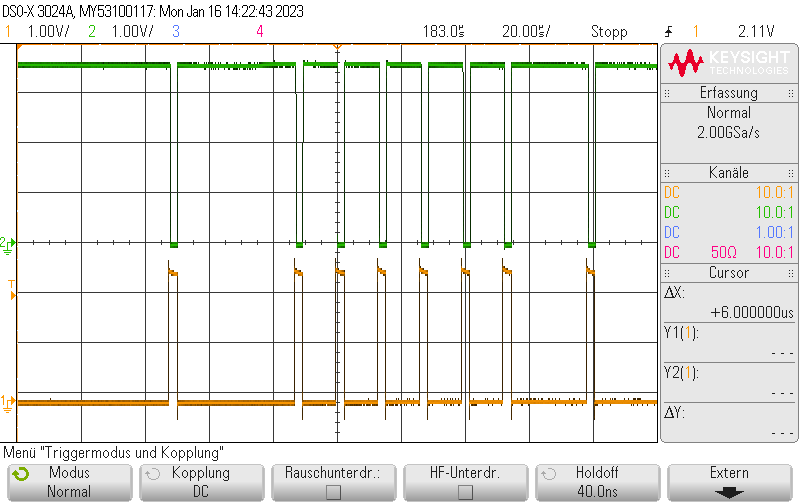 DSO-X 3024A, MY53100117: Mon Jan 16 14:22:43 2023
1 1.00V/ 2 1.00V/ 3 4 183.0s 20.00s/ Stopp 1 2.11V
KEYSIGHT
TECHNOLOGIES
Erfassung
Normal
2.00GSa/s
Kanäle
DC 10.0:1
DC 10.0:1
DC 1.00:1
DC 50Ω 10.0:1
Cursor
ΔX:
+6.000000us
Y1(1):
- - -
Y2(1):
- - -
ΔY:
- - -
2
T
1
Menü "Triggermodus und Kopplung"
Modus
Normal
Kopplung
DC
Rauschunterdr.:
HF-Unterdr.
Holdoff
40.0ns
Extern